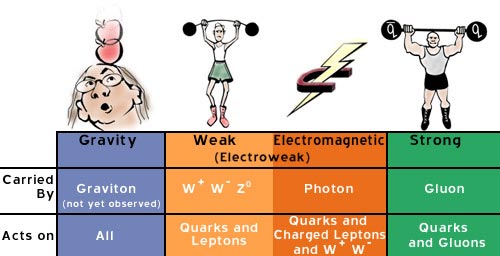 q̄ q
Gravity Weak Electromagnetic Strong
(Electroweak)
Carried By Graviton (not yet observed) W⁺ W⁻ Z⁰ Photon Gluon
Acts on All Quarks and Leptons Quarks and Charged Leptons and W⁺ W⁻ Quarks and Gluons